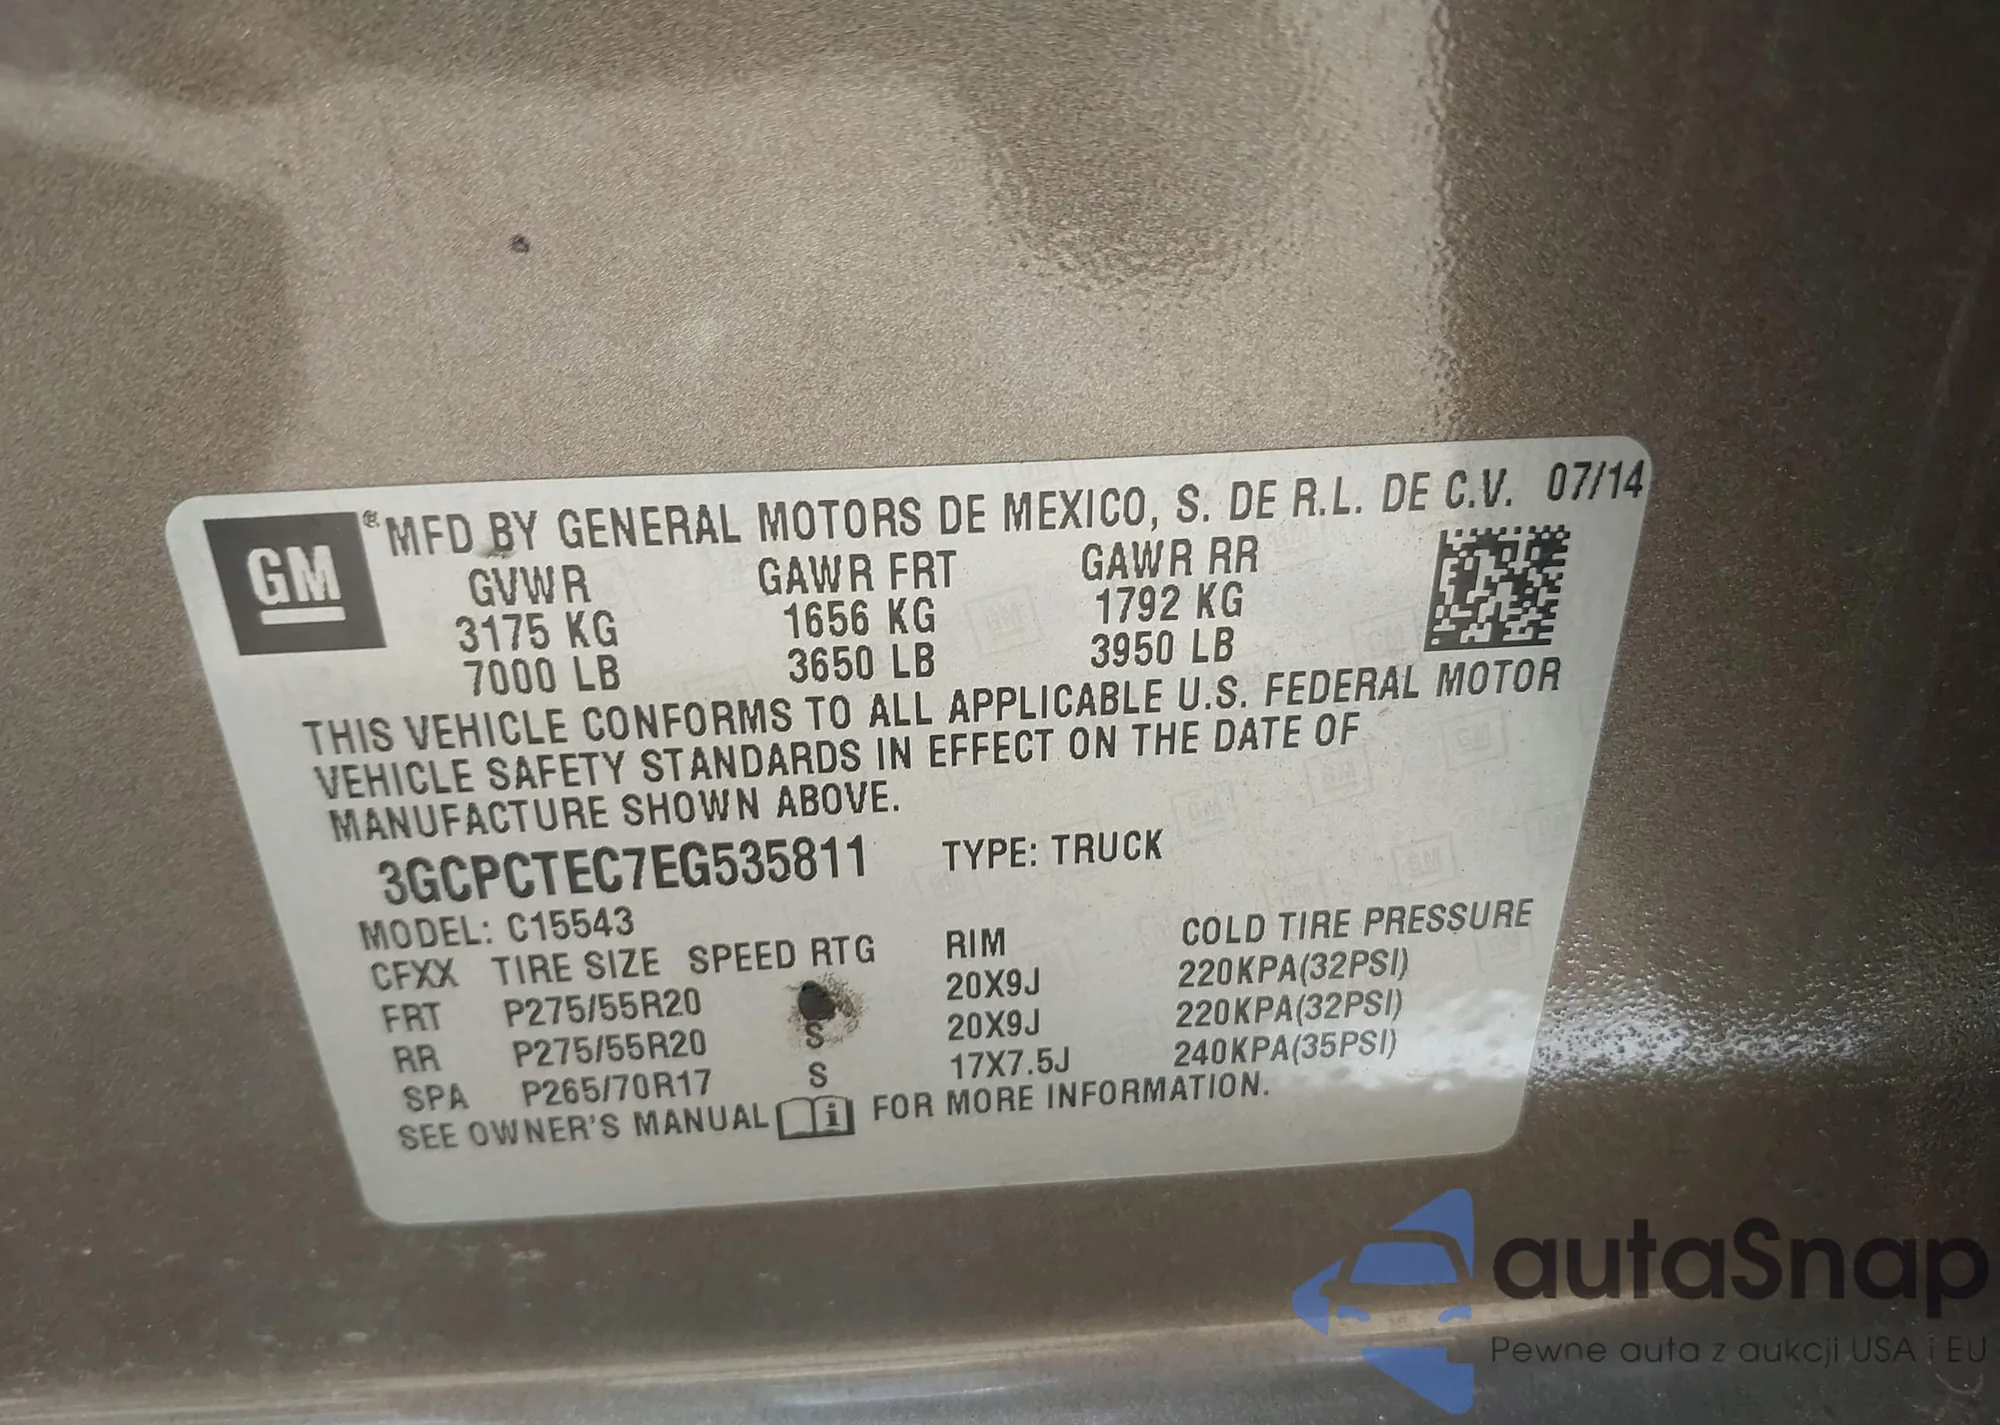 GM ® MFD BY GENERAL MOTORS DE MEXICO, S. DE R.L. DE C.V. 07/14
GVWR GAWR FRT GAWR RR
3175 KG 1656 KG 1792 KG
7000 LB 3650 LB 3950 LB
THIS VEHICLE CONFORMS TO ALL APPLICABLE U.S. FEDERAL MOTOR
VEHICLE SAFETY STANDARDS IN EFFECT ON THE DATE OF
MANUFACTURE SHOWN ABOVE.
3GCPCTEC7EG535811 TYPE: TRUCK
MODEL: C15543
CFXX TIRE SIZE SPEED RTG RIM COLD TIRE PRESSURE
FRT P275/55R20 20X9J 220KPA(32PSI)
RR P275/55R20 S 20X9J 220KPA(32PSI)
SPA P265/70R17 S 17X7.5J 240KPA(35PSI)
SEE OWNER'S MANUAL i FOR MORE INFORMATION.
autaSnap
Pewne auta z aukcji USA i EU